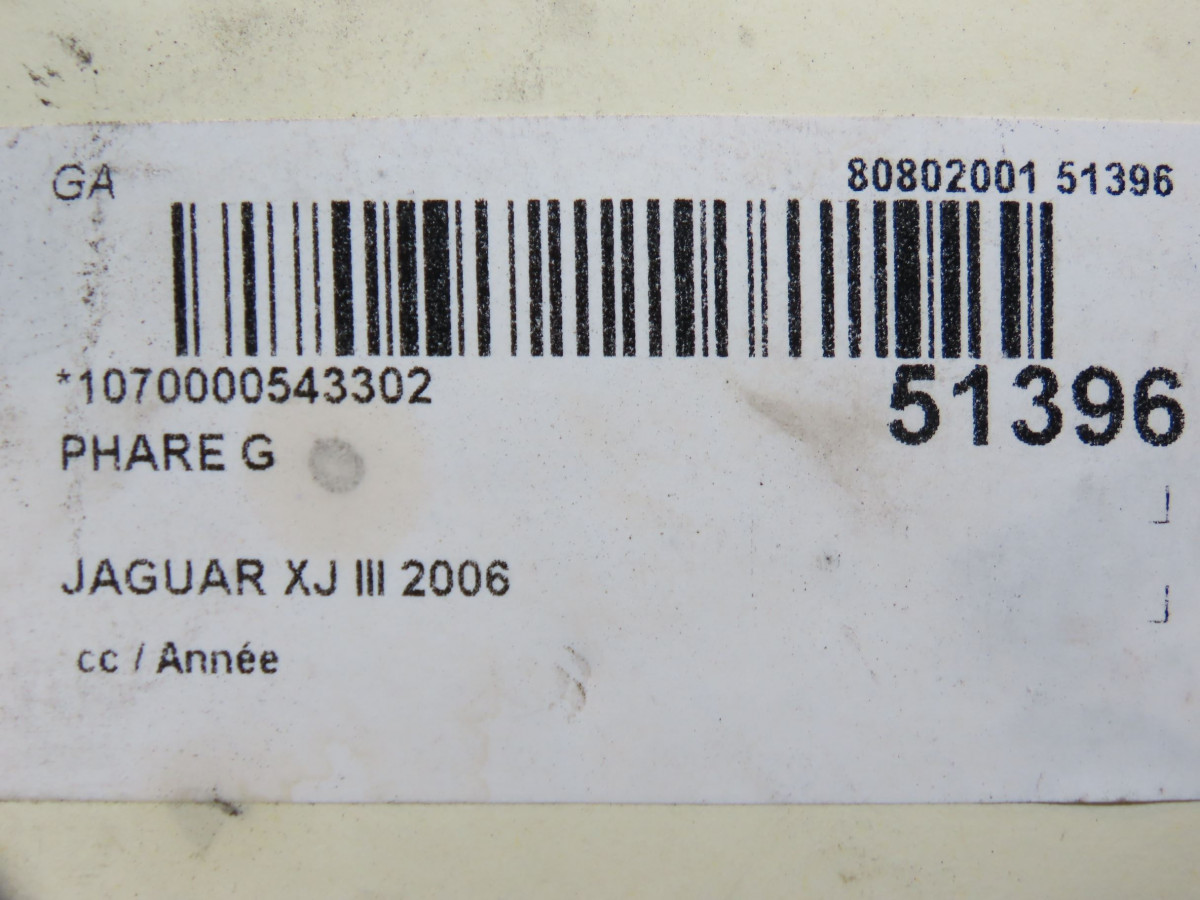 GA
80802001 51396
*1070000543302
51396
PHARE G
JAGUAR XJ III 2006
cc / Année